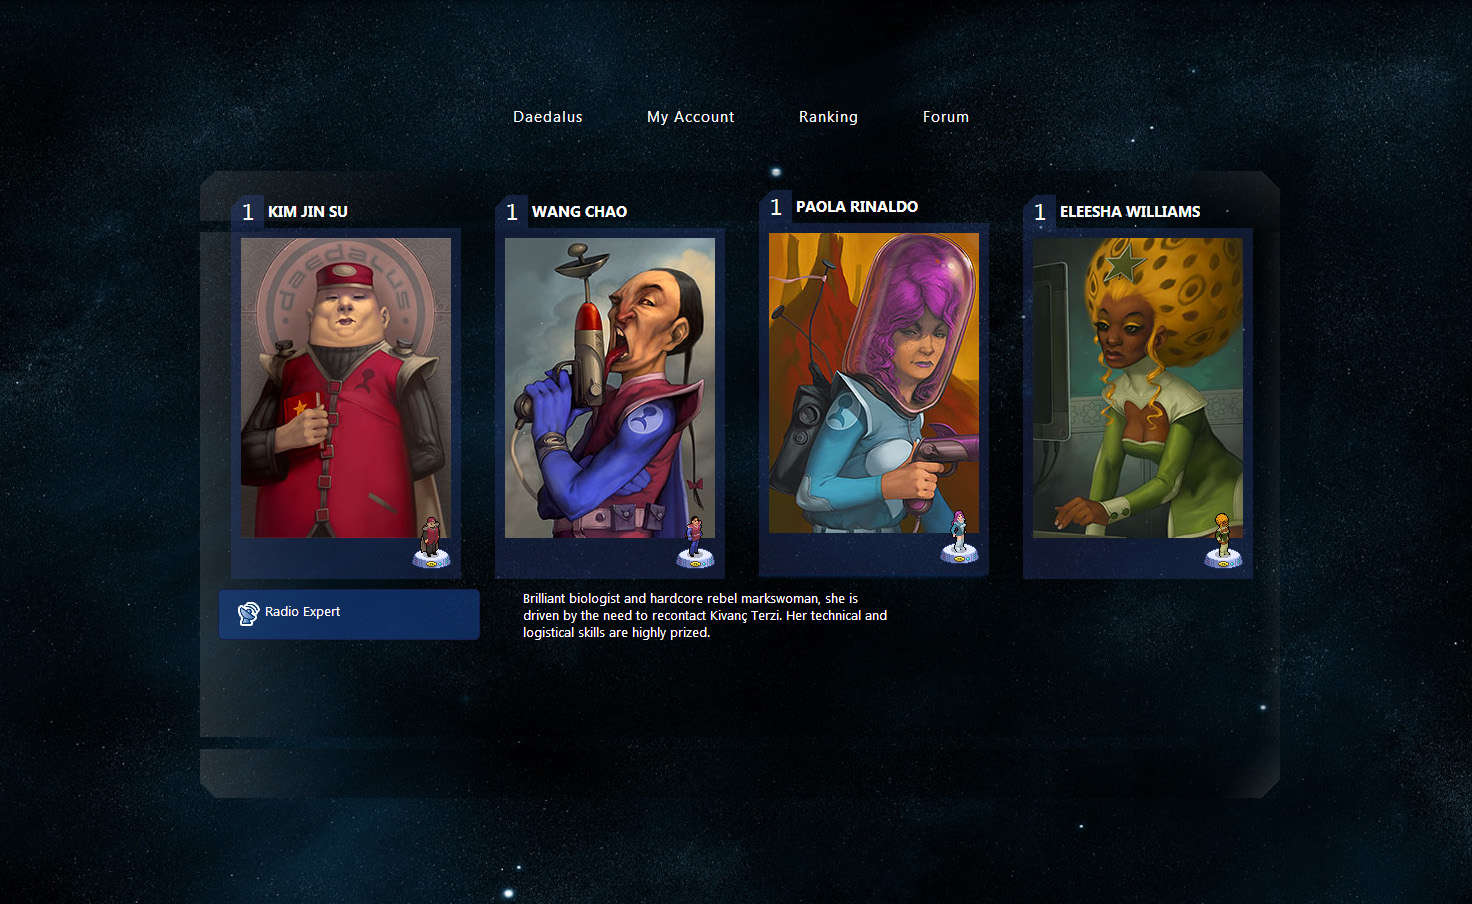 Daedalus My Account Ranking Forum
1 KIM JIN SU
1 WANG CHAO
1 PAOLA RINALDO
1 ELEESHA WILLIAMS
daedalus
Radio Expert
Brilliant biologist and hardcore rebel markswoman, she is
driven by the need to recontact Kivanç Terzi. Her technical and
logistical skills are highly prized.